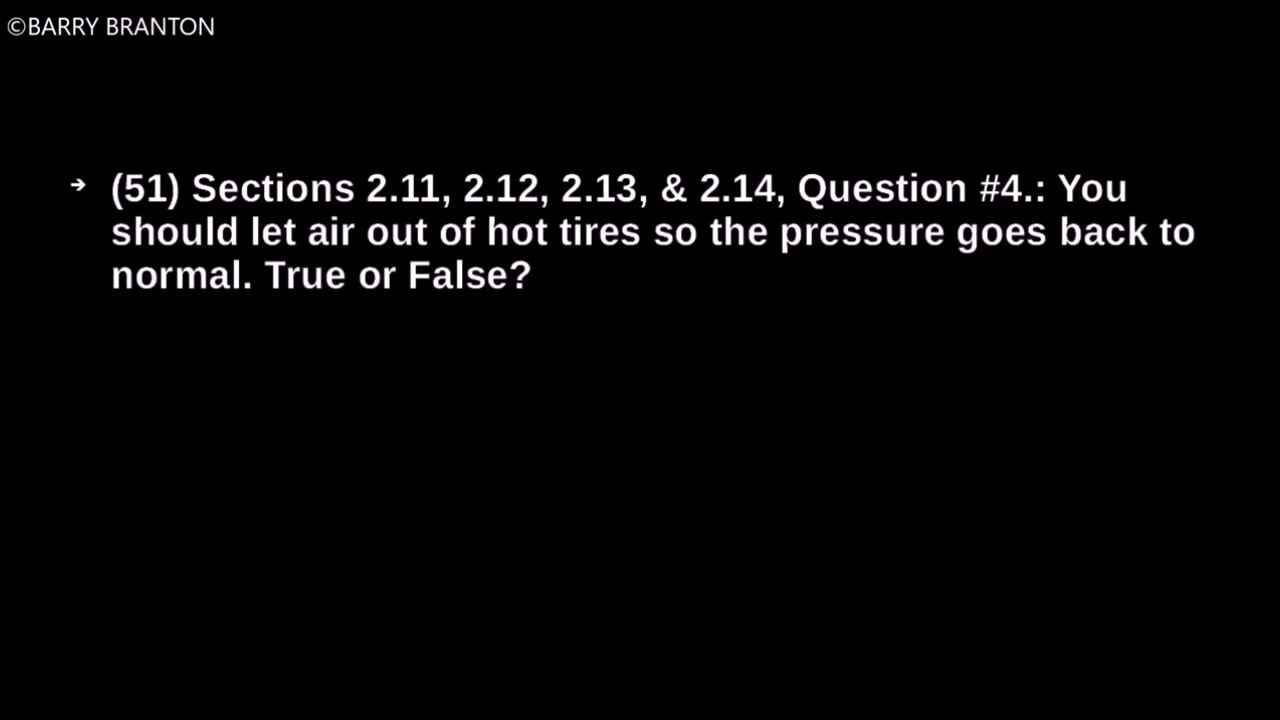 ©BARRY BRANTON
➔ (51) Sections 2.11, 2.12, 2.13, & 2.14, Question #4.: You
should let air out of hot tires so the pressure goes back to
normal. True or False?